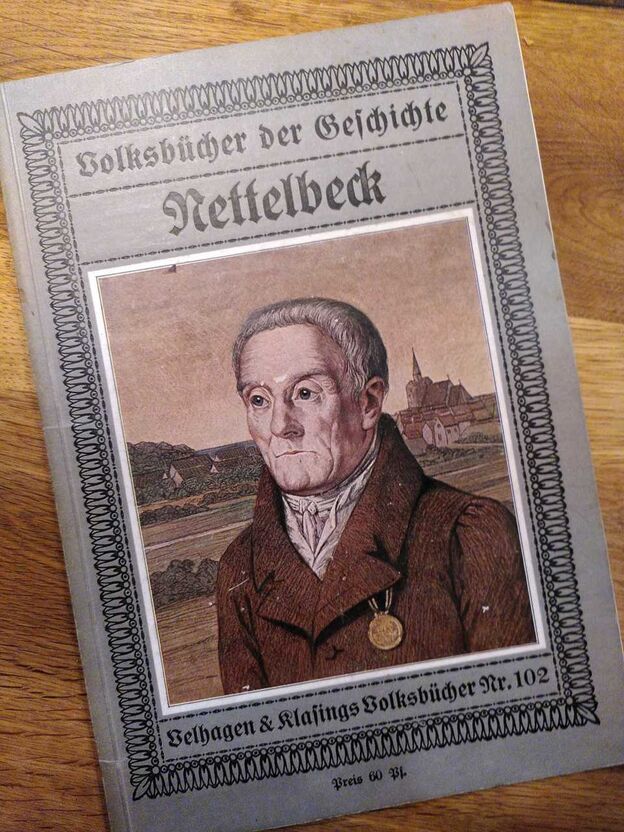 Volksbücher der Geschichte
Nettelbeck
Velhagen & Klasings Volksbücher Nr. 102
Preis 60 Pf.